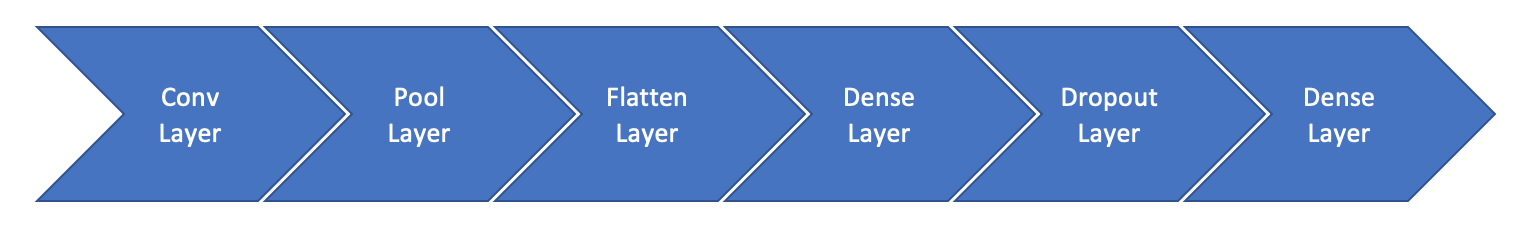 Conv
Layer
Pool
Layer
Flatten
Layer
Dense
Layer
Dropout
Layer
Dense
Layer